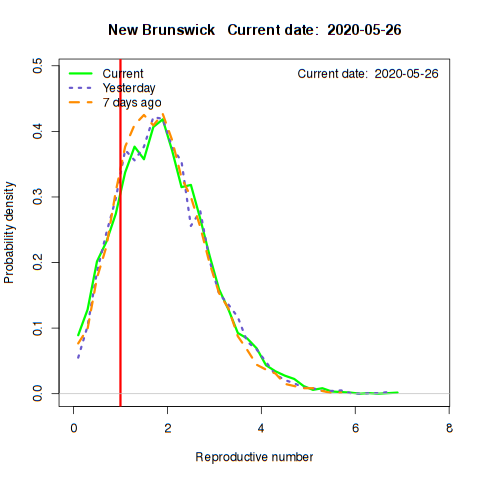 New Brunswick   Current date:  2020-05-26
Current date:  2020-05-26
Current
Yesterday
7 days ago
Probability density
0.5
0.4
0.3
0.2
0.1
0.0
0 2 4 6 8
Reproductive number